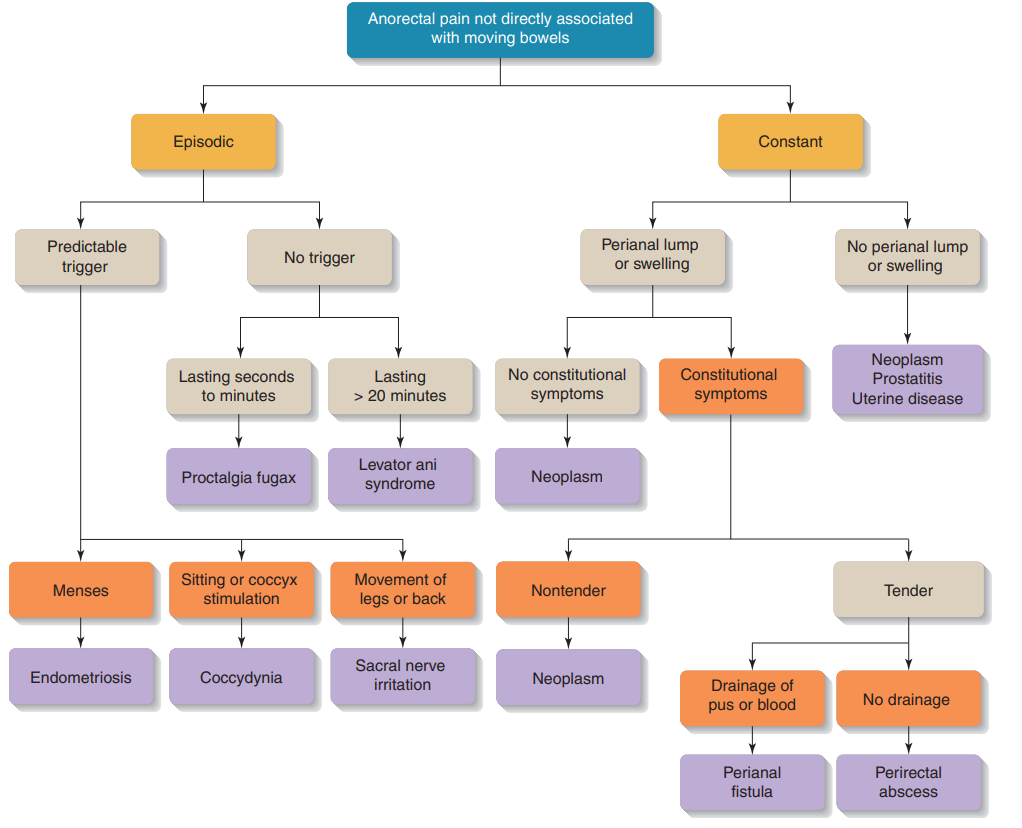 Anorectal pain not directly associated
with moving bowels
Episodic
Constant
Predictable
trigger
No trigger
Perianal lump
or swelling
No perianal lump
or swelling
Lasting seconds
to minutes
Lasting
> 20 minutes
No constitutional
symptoms
Constitutional
symptoms
Neoplasm
Prostatitis
Uterine disease
Proctalgia fugax
Levator ani
syndrome
Neoplasm
Menses
Sitting or coccyx
stimulation
Movement of
legs or back
Nontender
Tender
Endometriosis
Coccydynia
Sacral nerve
irritation
Neoplasm
Drainage of
pus or blood
No drainage
Perianal
fistula
Perirectal
abscess